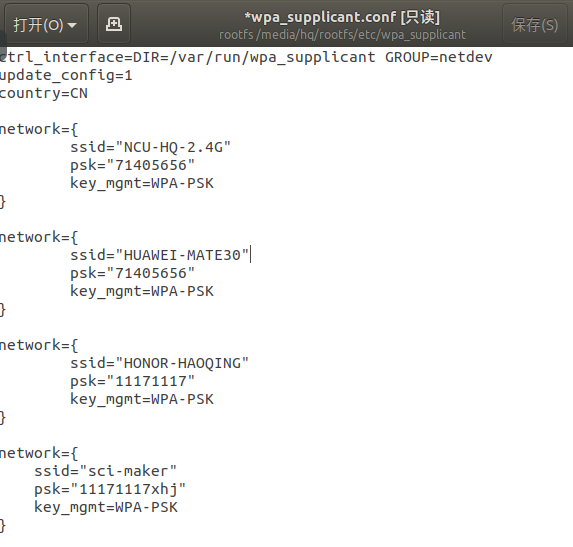 打开(O)
*wpa_supplicant.conf [只读]
rootfs /media/hq/rootfs/etc/wpa_supplicant
保存(S)
ctrl_interface=DIR=/var/run/wpa_supplicant GROUP=netdev
update_config=1
country=CN
network={
ssid="NCU-HQ-2.4G"
psk="71405656"
key_mgmt=WPA-PSK
}
network={
ssid="HUAWEI-MATE30"
psk="71405656"
key_mgmt=WPA-PSK
}
network={
ssid="HONOR-HAOQING"
psk="11171117"
key_mgmt=WPA-PSK
}
network={
ssid="sci-maker"
psk="11171117xhj"
key_mgmt=WPA-PSK
}